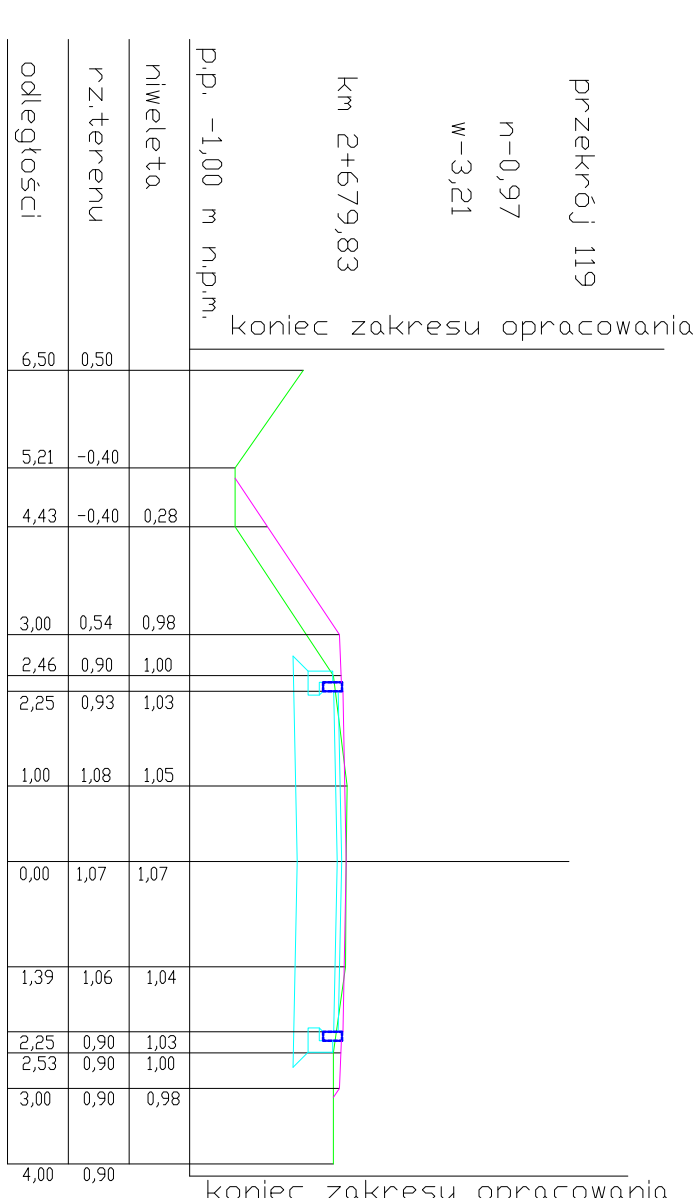 przekrój 119
n-0,97
w-3,21
km 2+679,83
p.p. -1,00 m n.p.m.
niweleta
rz.terenu
odległości
koniec zakresu opracowania
6,50 0,50
5,21 -0,40
4,43 -0,40 0,28
3,00 0,54 0,98
2,46 0,90 1,00
2,25 0,93 1,03
1,00 1,08 1,05
0,00 1,07 1,07
1,39 1,06 1,04
2,25 0,90 1,03
2,53 0,90 1,00
3,00 0,90 0,98
4,00 0,90
koniec zakresu opracowania